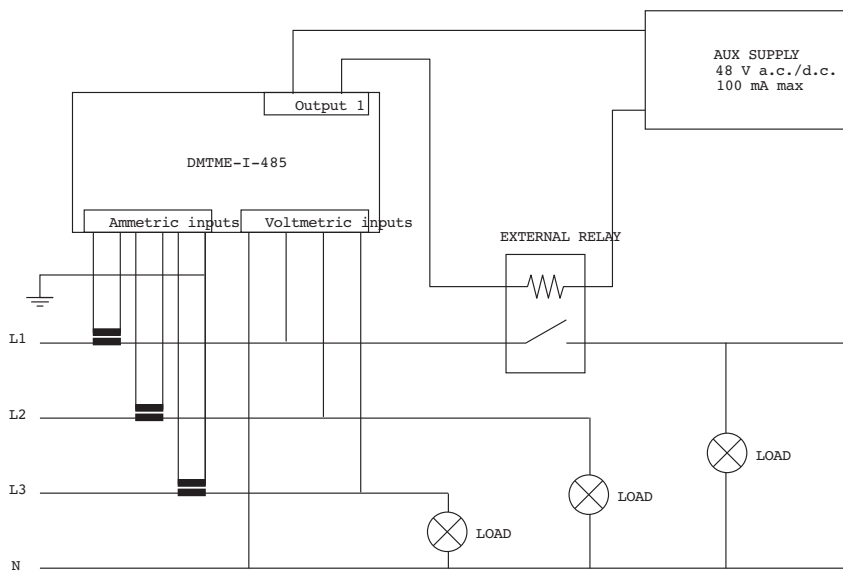 AUX SUPPLY
48 V a.c./d.c.
100 mA max
Output 1
DMTME-I-485
Ammetric inputs
Voltmetric inputs
EXTERNAL RELAY
L1
L2
LOAD
L3
LOAD
LOAD
N